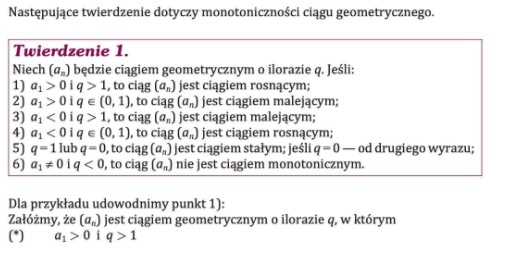 Następujące twierdzenie dotyczy monotoniczności ciągu geometrycznego.
Twierdzenie 1.
Niech (aₙ) będzie ciągiem geometrycznym o ilorazie q. Jeśli:
1) a₁ > 0 i q > 1, to ciąg (aₙ) jest ciągiem rosnącym;
2) a₁ > 0 i q ∈ (0, 1), to ciąg (aₙ) jest ciągiem malejącym;
3) a₁ < 0 i q > 1, to ciąg (aₙ) jest ciągiem malejącym;
4) a₁ < 0 i q ∈ (0, 1), to ciąg (aₙ) jest ciągiem rosnącym;
5) q = 1 lub q = 0, to ciąg (aₙ) jest ciągiem stałym; jeśli q = 0 — od drugiego wyrazu;
6) a₁ ≠ 0 i q < 0, to ciąg (aₙ) nie jest ciągiem monotonicznym.
Dla przykładu udowodnimy punkt 1):
Załóżmy, że (aₙ) jest ciągiem geometrycznym o ilorazie q, w którym
(*) a₁ > 0 i q > 1